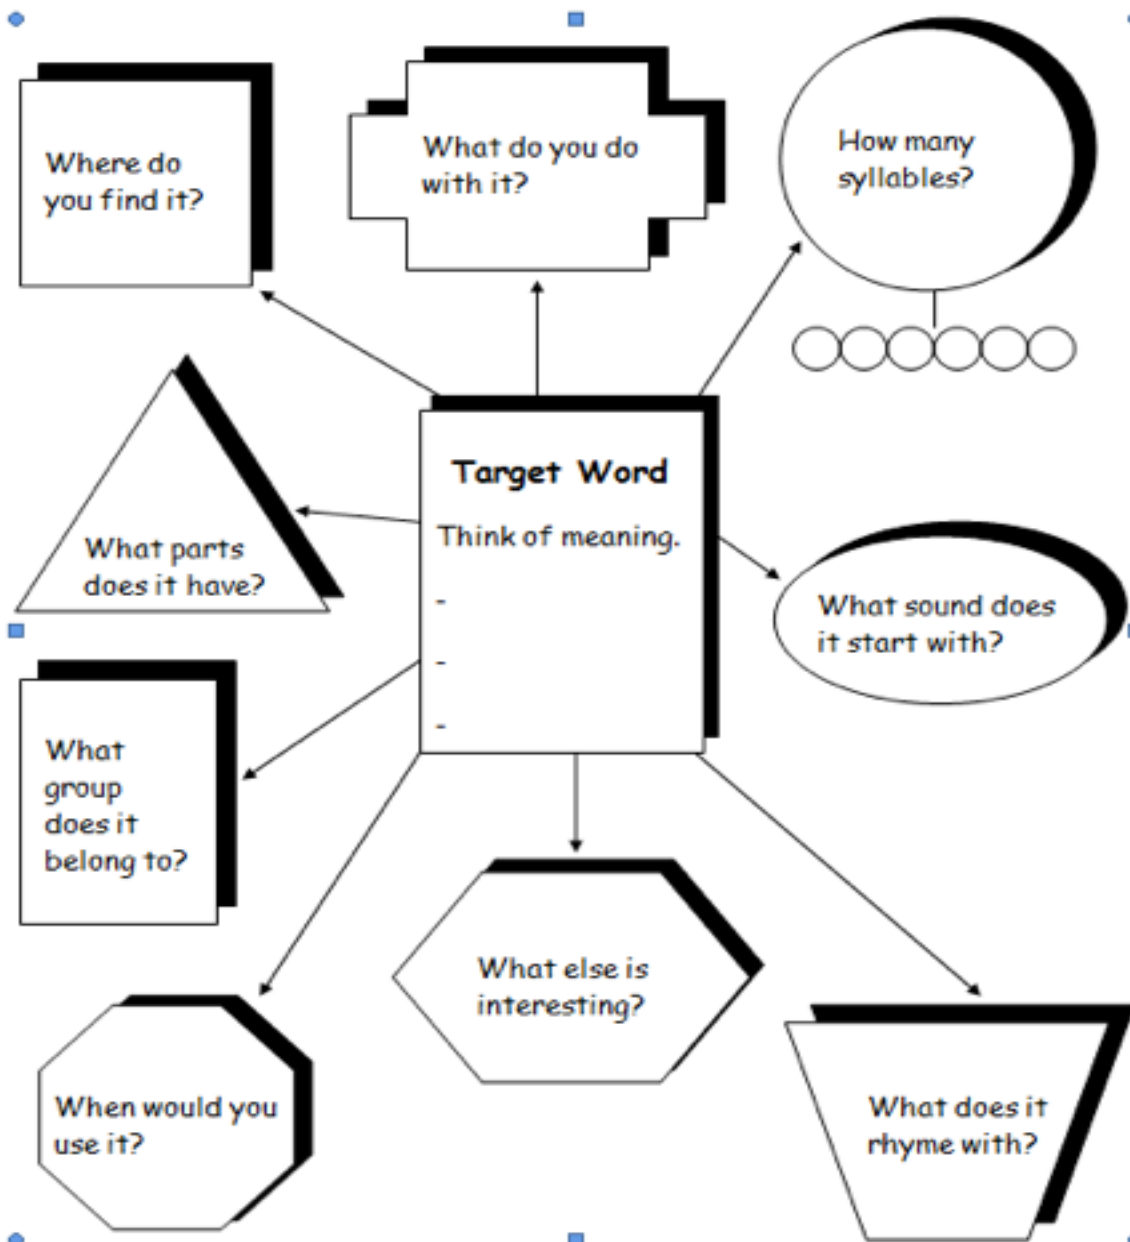 Where do
you find it?
What do you do
with it?
How many
syllables?
Target Word
Think of meaning.
-
-
-
What parts
does it have?
What sound does
it start with?
What
group
does it
belong to?
What else is
interesting?
When would you
use it?
What does it
rhyme with?